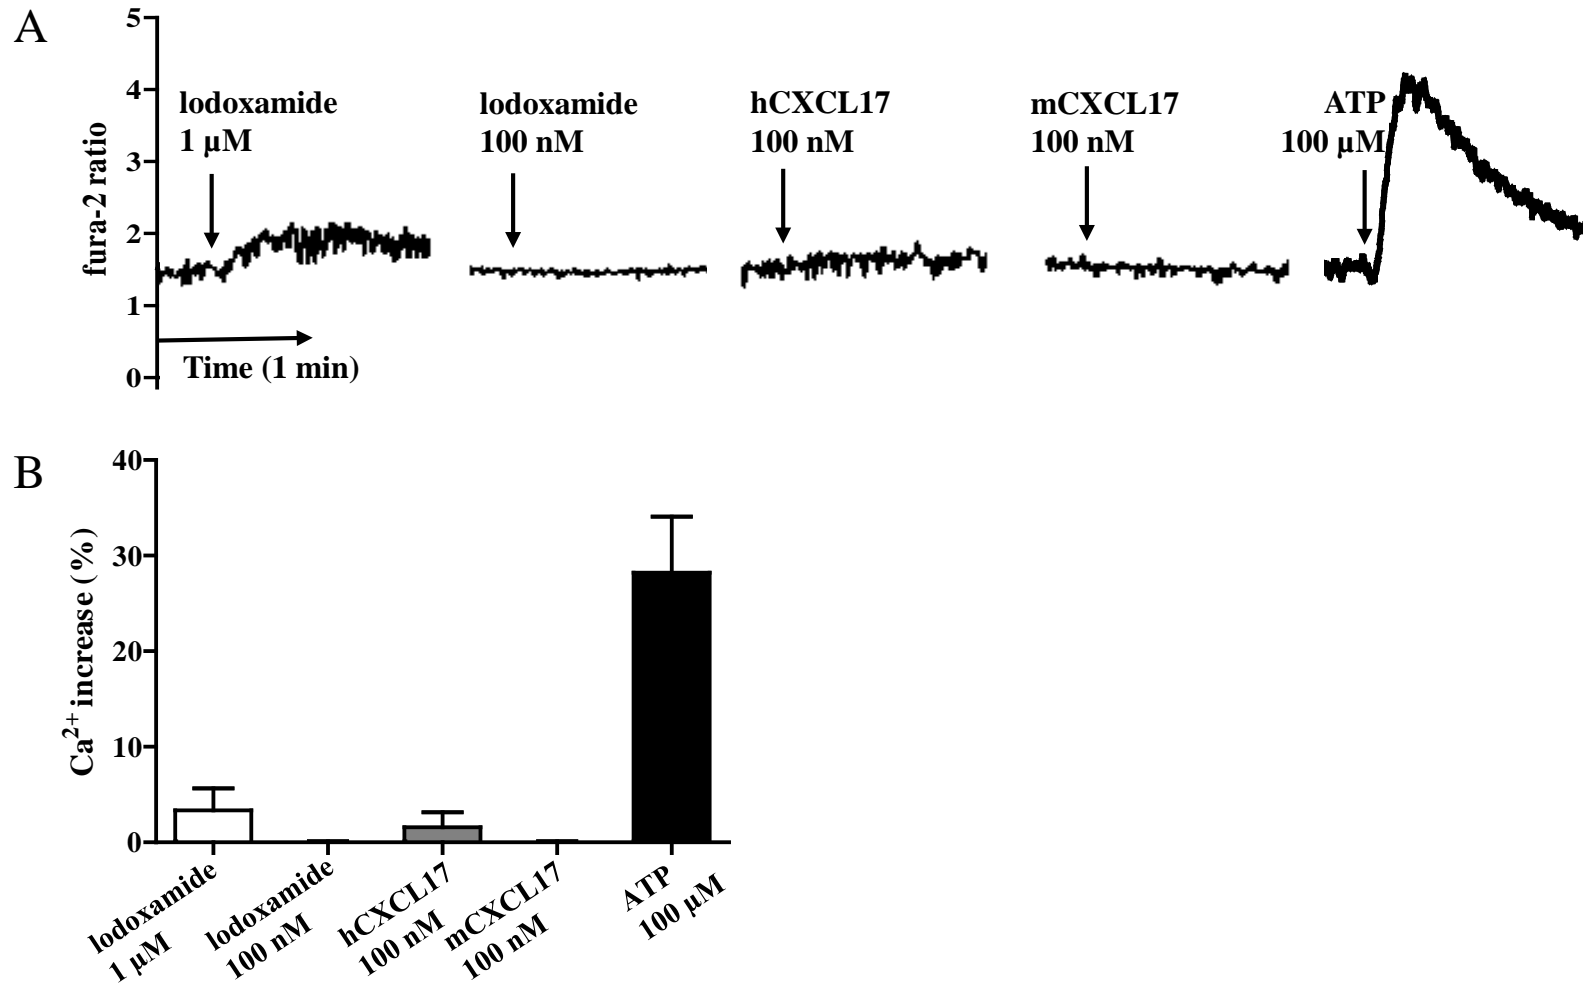 A
5
4
3
2
1
0
fura-2 ratio
lodoxamide
1 µM
lodoxamide
100 nM
hCXCL17
100 nM
mCXCL17
100 nM
ATP
100 µM
Time (1 min)
B
40
30
20
10
0
Ca2+ increase (%)
lodoxamide
1 µM
lodoxamide
100 nM
hCXCL17
100 nM
mCXCL17
100 nM
ATP
100 µM